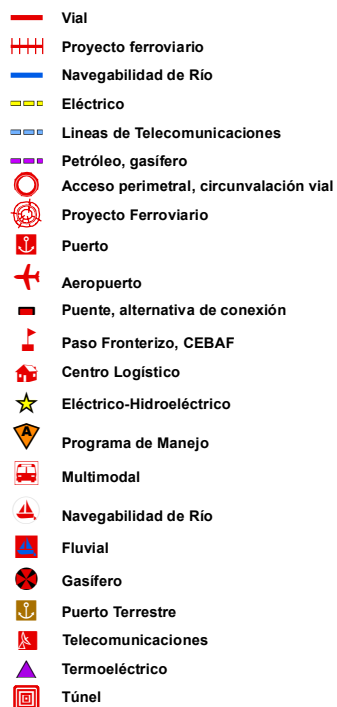 Vial
Proyecto ferroviario
Navegabilidad de Río
Eléctrico
Lineas de Telecomunicaciones
Petróleo, gasífero
Acceso perimetral, circunvalación vial
Proyecto Ferroviario
Puerto
Aeropuerto
Puente, alternativa de conexión
Paso Fronterizo, CEBAF
Centro Logístico
Eléctrico-Hidroeléctrico
A
Programa de Manejo
Multimodal
Navegabilidad de Río
Fluvial
Gasífero
Puerto Terrestre
Telecomunicaciones
Termoeléctrico
Túnel